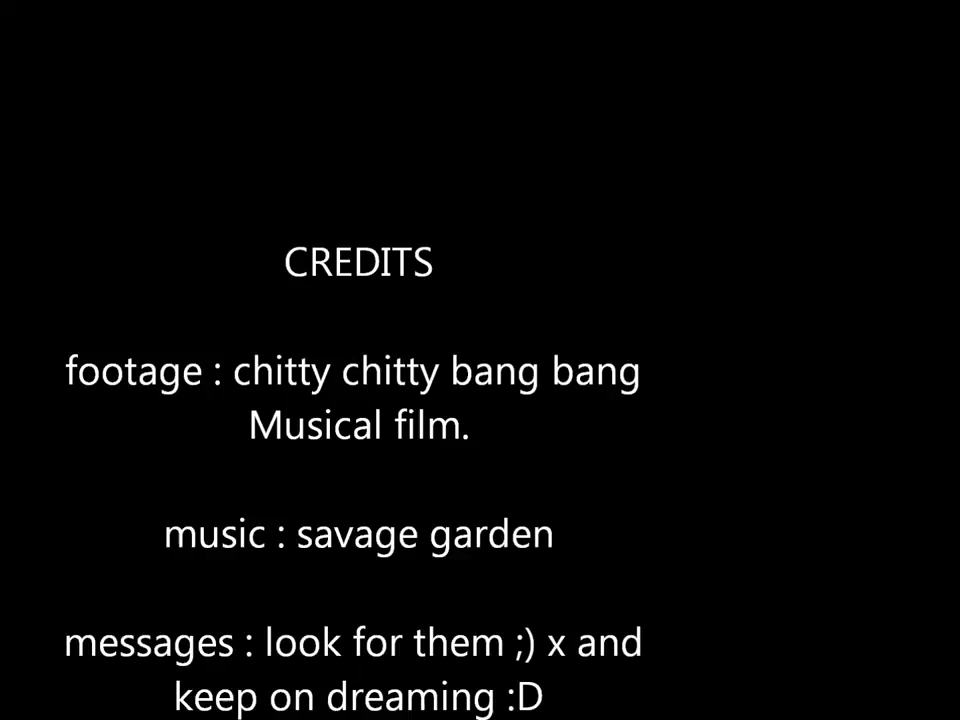 CREDITS
footage : chitty chitty bang bang
Musical film.
music : savage garden
messages : look for them ;) x and
keep on dreaming :D